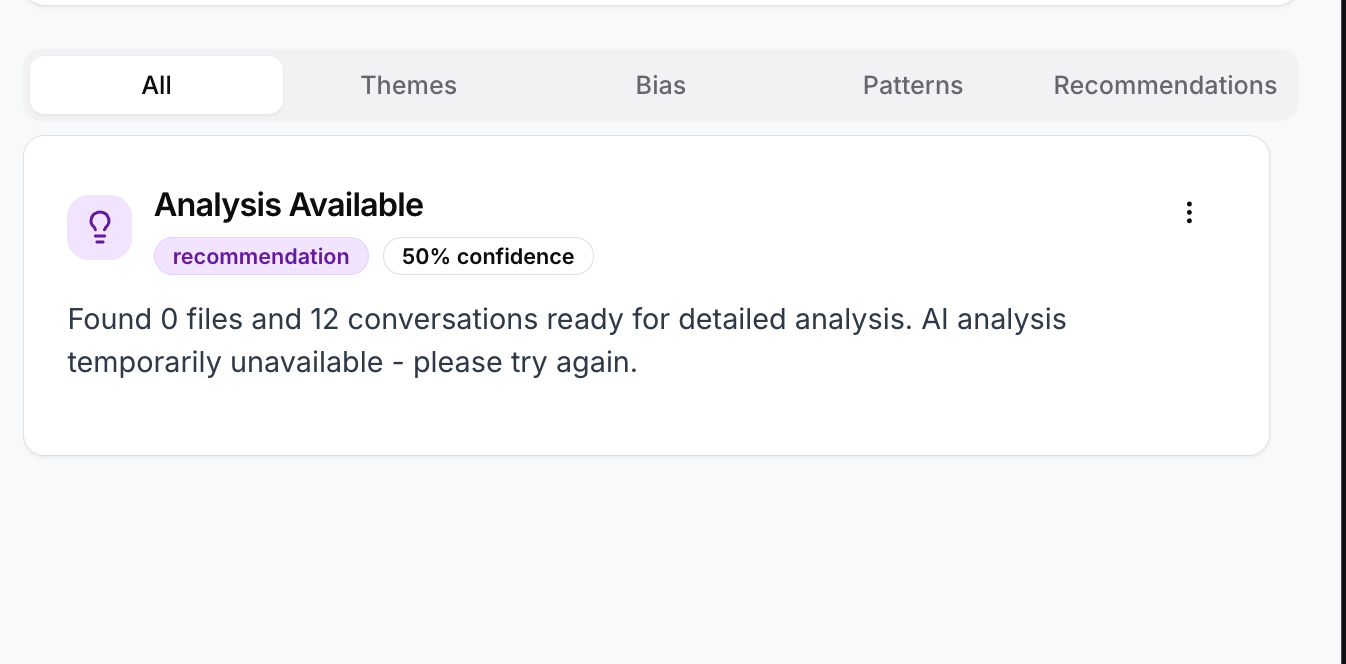 All
Themes
Bias
Patterns
Recommendations
Analysis Available
recommendation
50% confidence
Found 0 files and 12 conversations ready for detailed analysis. AI analysis
temporarily unavailable - please try again.